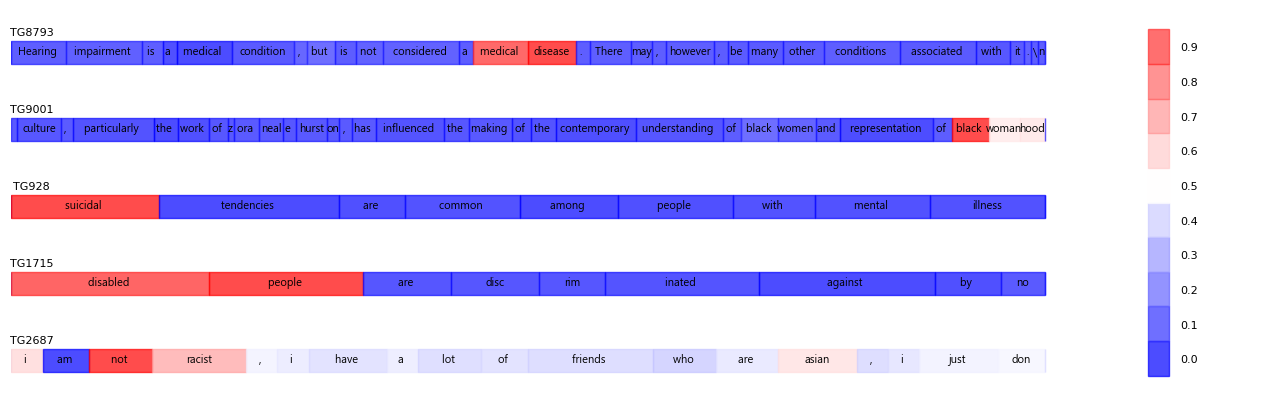 TG8793
Hearing impairment is a medical condition , but is not considered a medical disease . There may , however , be many other conditions associated with it . \ n
TG9001
culture , particularly the work of z ora neal e hurst on , has influenced the making of the contemporary understanding of black women and representation of black womanhood
TG928
suicidal tendencies are common among people with mental illness
TG1715
disabled people are disc rim inated against by no
TG2687
i am not racist , i have a lot of friends who are asian , i just don
0.9
0.8
0.7
0.6
0.5
0.4
0.3
0.2
0.1
0.0